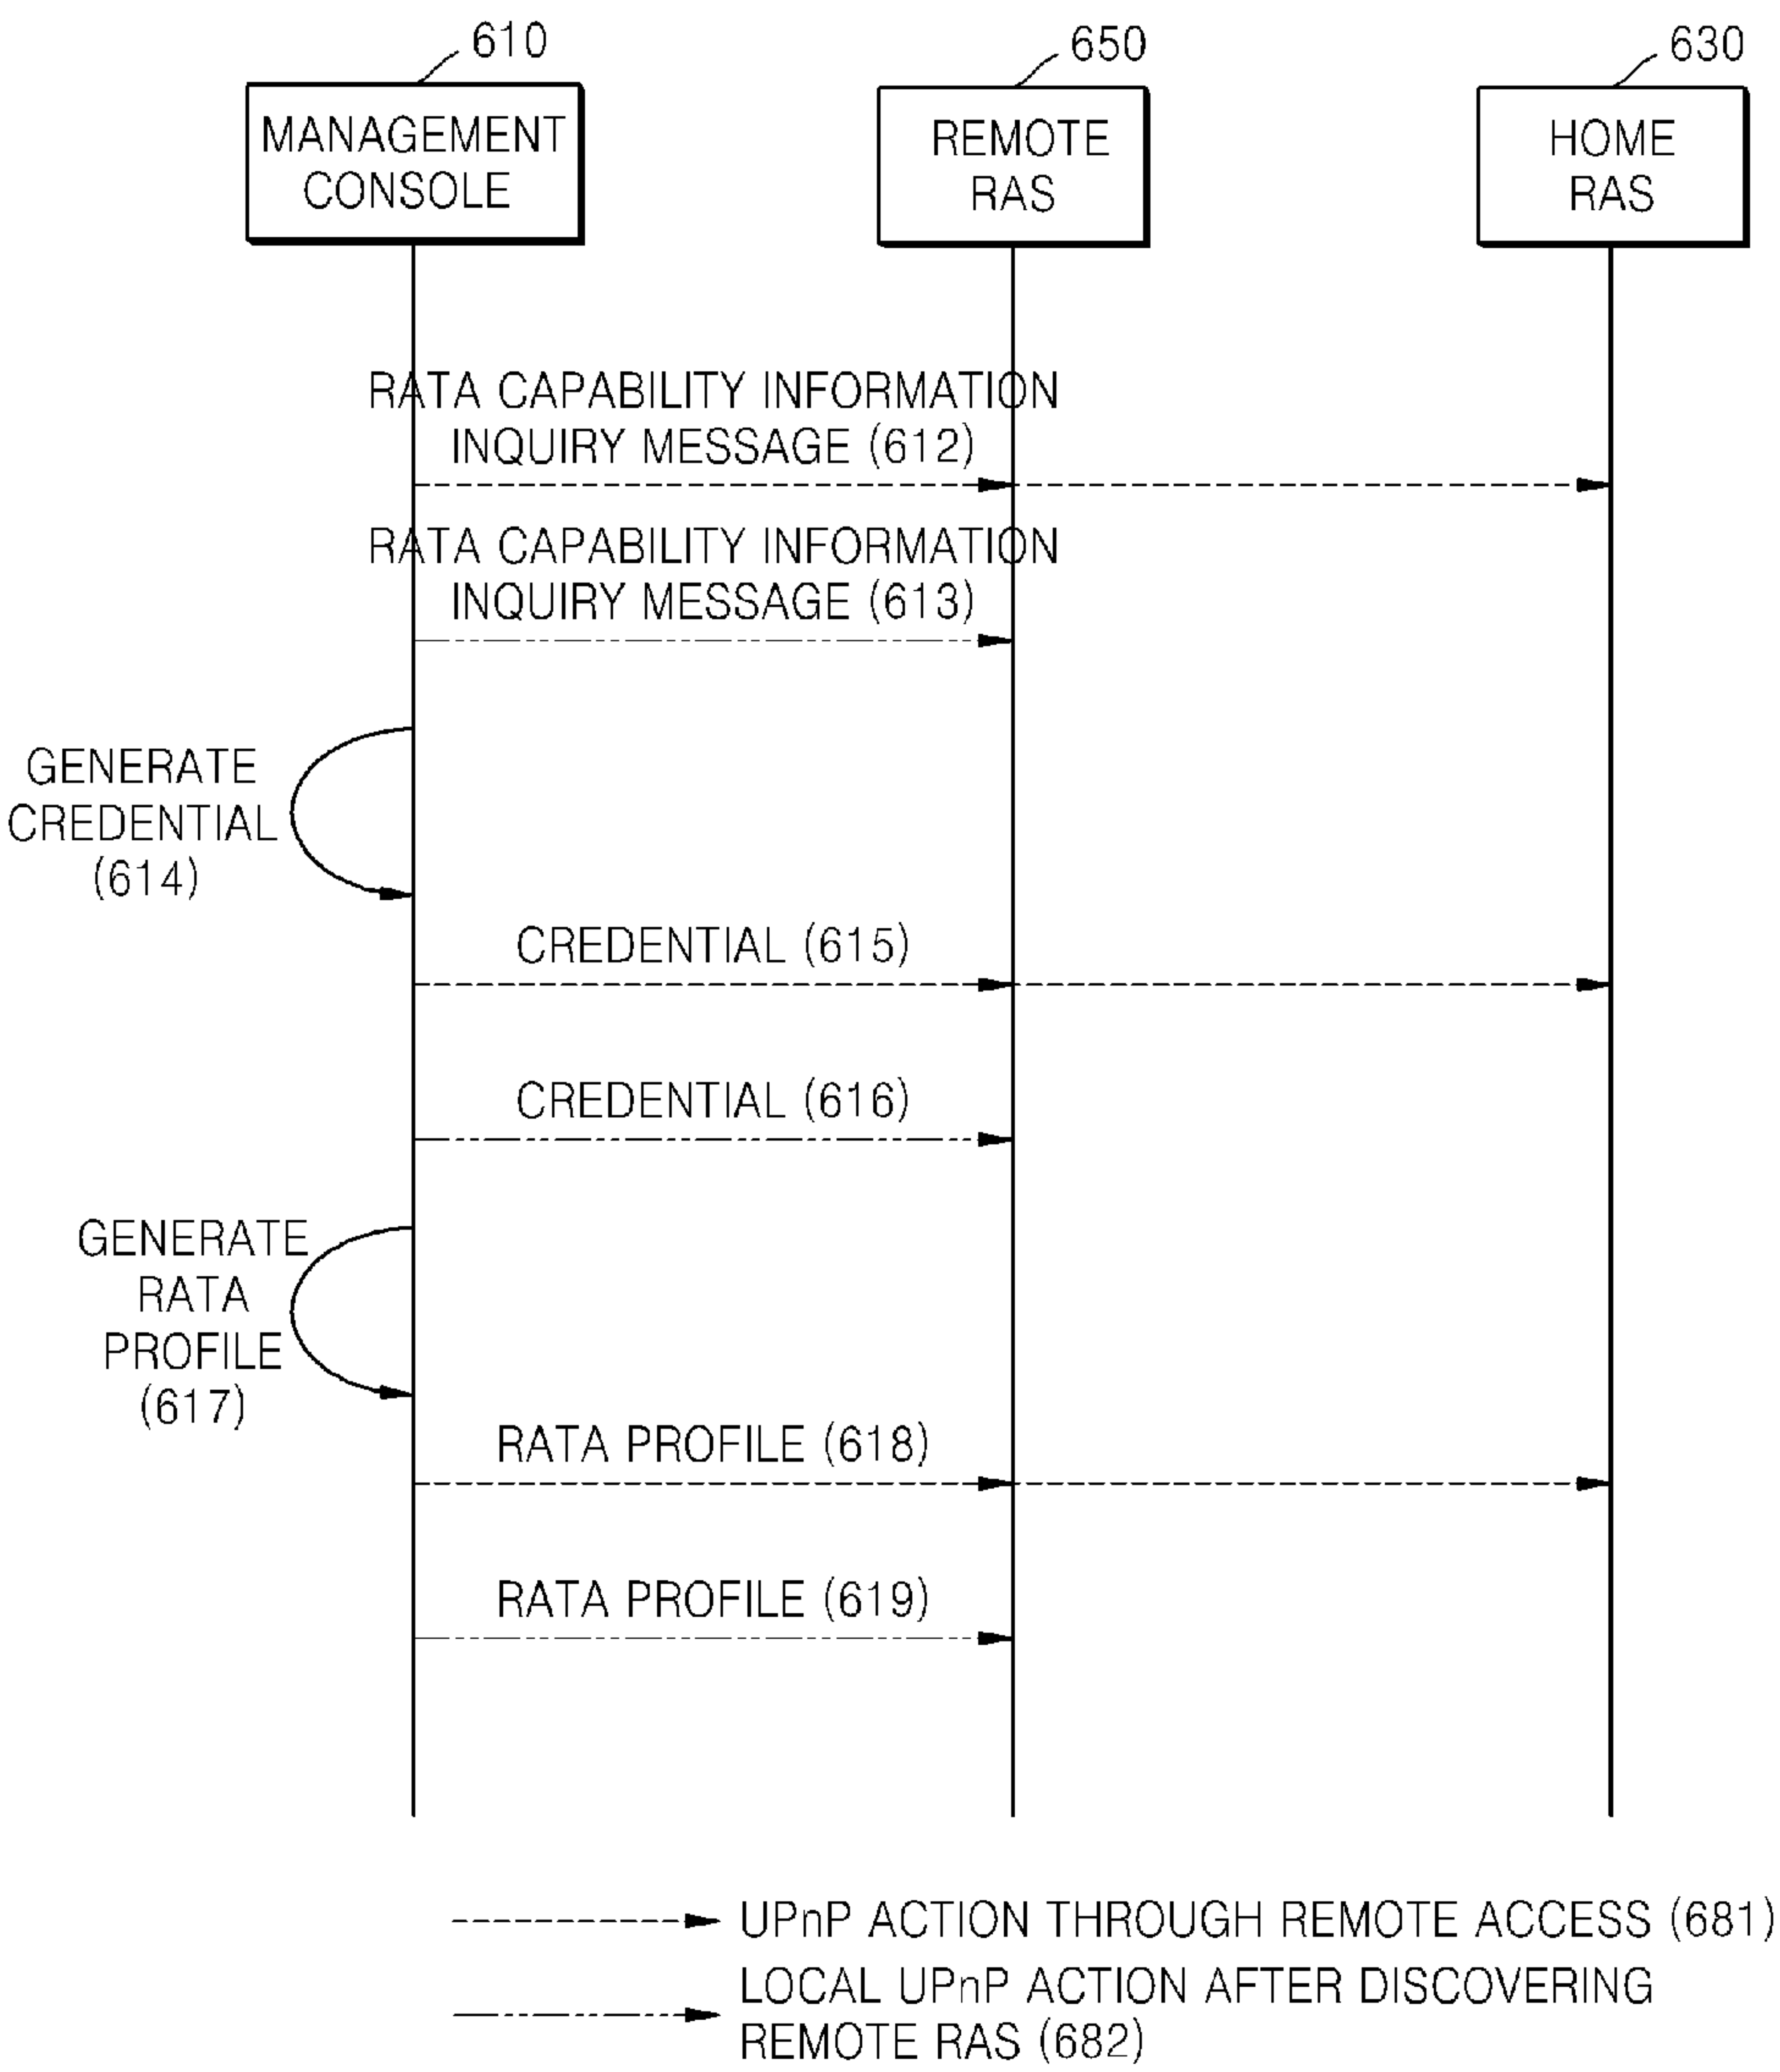 610
650
630
MANAGEMENT
CONSOLE
REMOTE
RAS
HOME
RAS
RATA CAPABILITY INFORMATION
INQUIRY MESSAGE (612)
RATA CAPABILITY INFORMATION
INQUIRY MESSAGE (613)
GENERATE
CREDENTIAL
(614)
CREDENTIAL (615)
CREDENTIAL (616)
GENERATE
RATA
PROFILE
(617)
RATA PROFILE (618)
RATA PROFILE (619)
UPnP ACTION THROUGH REMOTE ACCESS (681)
LOCAL UPnP ACTION AFTER DISCOVERING
REMOTE RAS (682)